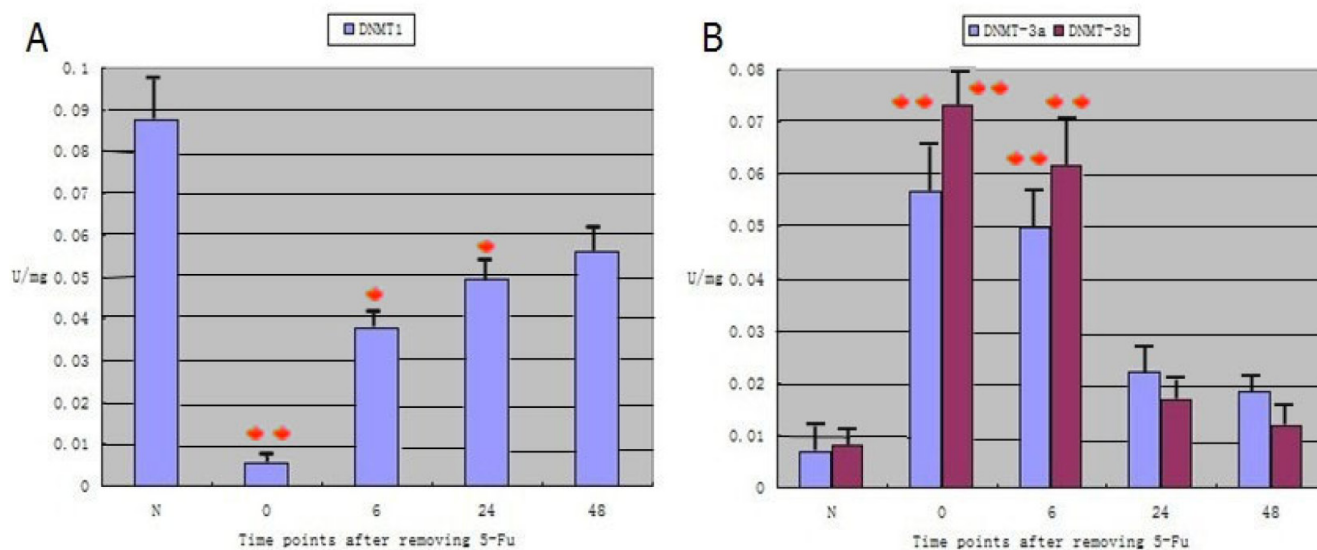 A
DNMT1
0.1
0.09
0.08
0.07
0.06
U/mg 0.05
0.04
0.03
0.02
0.01
0
N 0 6 24 48
Time points after removing 5-Fu
B
DNMT-3a DNMT-3b
0.08
0.07
0.06
0.05
U/mg
0.04
0.03
0.02
0.01
0
N 0 6 24 48
Time points after removing 5-Fu